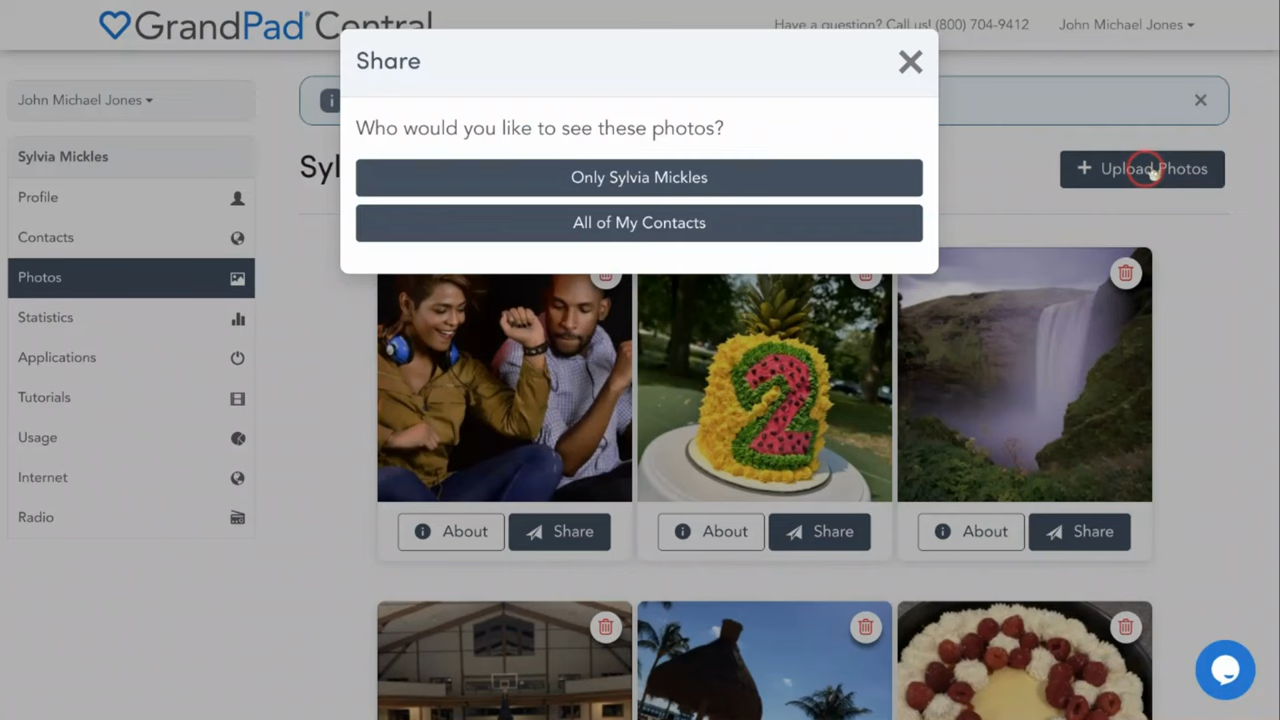 GrandPad Central
Have a question? Call us! (800) 704-9412
John Michael Jones
Share
Who would you like to see these photos?
Only Sylvia Mickles
All of My Contacts
John Michael Jones
Sylvia Mickles
Profile
Contacts
Photos
Statistics
Applications
Tutorials
Usage
Internet
Radio
Syl
+ Upload Photos
2
About
Share
About
Share
About
Share